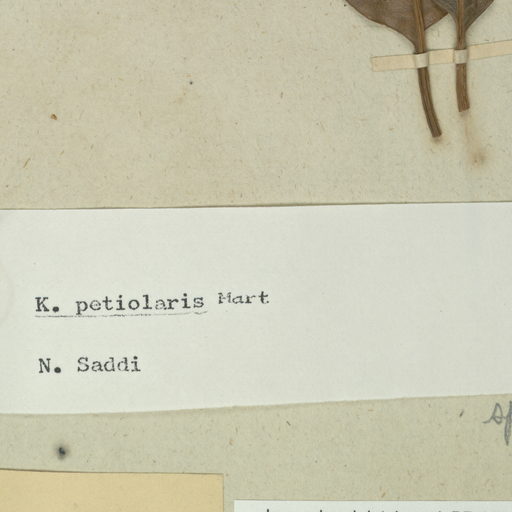 K. petiolaris Mart
N. Saddi